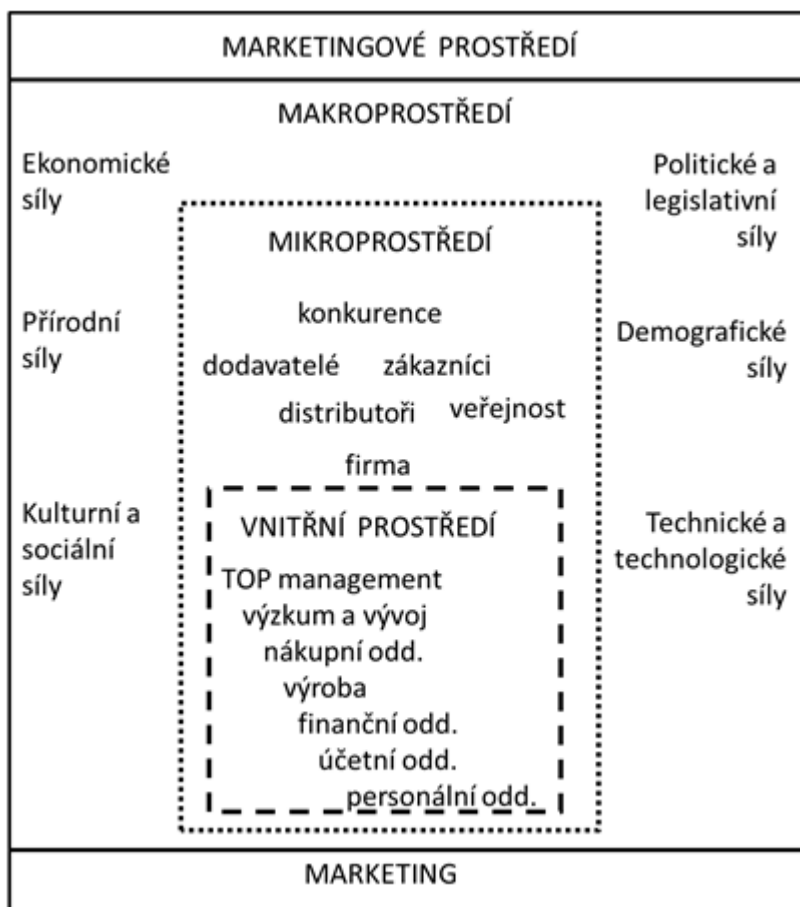 MARKETINGOVÉ PROSTŘEDÍ
MAKROPROSTŘEDÍ
Ekonomické
síly
Politické a
legislativní
síly
MIKROPROSTŘEDÍ
Přírodní
síly
konkurence
Demografické
síly
dodavatelé zákazníci
distributoři veřejnost
firma
Kulturní a
sociální
síly
VNITŘNÍ PROSTŘEDÍ
Technické a
technologické
síly
TOP management
výzkum a vývoj
nákupní odd.
výroba
finanční odd.
účetní odd.
personální odd.
MARKETING